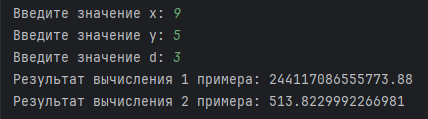 Введите значение x: 9
Введите значение y: 5
Введите значение d: 3
Результат вычисления 1 примера: 244117086555773.88
Результат вычисления 2 примера: 513.8229992266981